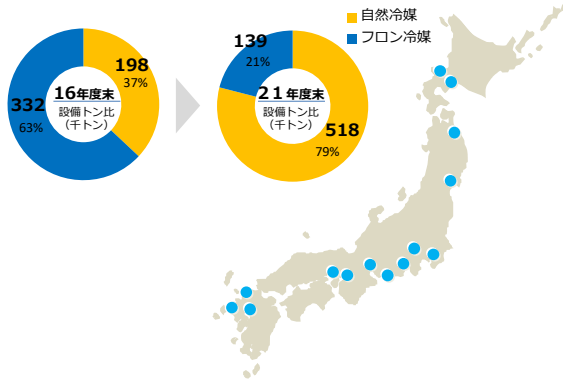 自然冷媒
フロン冷媒
198
37%
332
63%
16年度末
設備トン比
（千トン）
139
21%
21年度末
設備トン比
（千トン）
518
79%